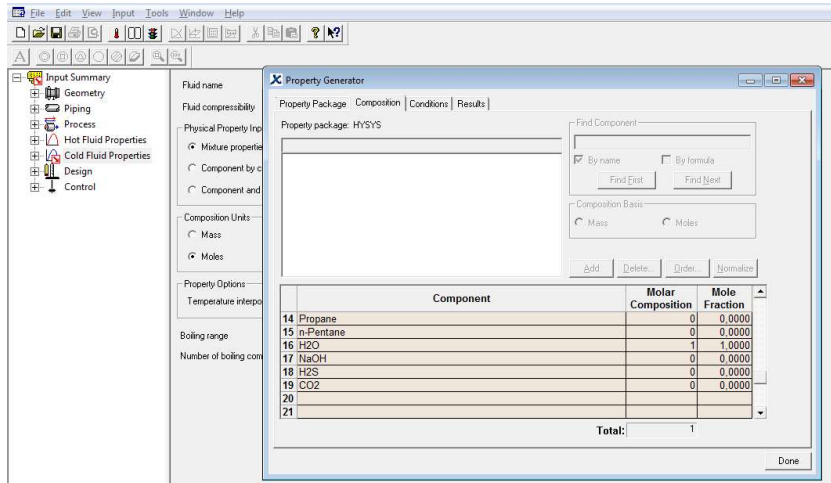 File Edit View Input Tools Window Help
Input Summary
Geometry
Piping
Process
Hot Fluid Properties
Cold Fluid Properties
Design
Control
Fluid name
Fluid compressibility
Physical Property Inp
Mixture propertie
Component by c
Component and
Composition Units
Mass
Moles
Property Options
Temperature interpo
Boiling range
Number of boiling com
Property Generator
Property Package Composition Conditions Results
Property package: HYSYS
Find Component
By name By formula
Find First Find Next
Composition Basis
Mass Moles
Add Delete... Order... Normalize
Component Molar Composition Mole Fraction
14 Propane 0 0,0000
15 n-Pentane 0 0,0000
16 H2O 1 1,0000
17 NaOH 0 0,0000
18 H2S 0 0,0000
19 CO2 0 0,0000
20
21
Total: 1
Done